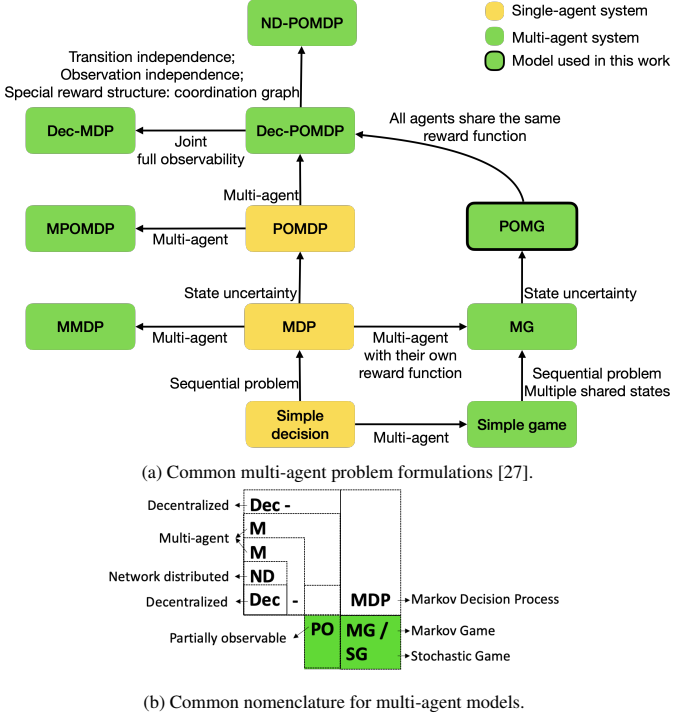 ND-POMDP
Single-agent system
Multi-agent system
Model used in this work
Transition independence;
Observation independence;
Special reward structure: coordination graph
All agents share the same
reward function
Dec-MDP
Dec-POMDP
Joint
full observability
Multi-agent
MPOMDP
POMDP
POMG
Multi-agent
State uncertainty
State uncertainty
MMDP
MDP
MG
Multi-agent
Multi-agent
with their own
reward function
Sequential problem
Sequential problem
Multiple shared states
Simple
decision
Simple game
Multi-agent
(a) Common multi-agent problem formulations [27].
Decentralized
Dec -
Multi-agent
M
M
Network distributed
ND
Decentralized
Dec -
MDP
Markov Decision Process
Partially observable
PO
MG /
SG
Markov Game
Stochastic Game
(b) Common nomenclature for multi-agent models.